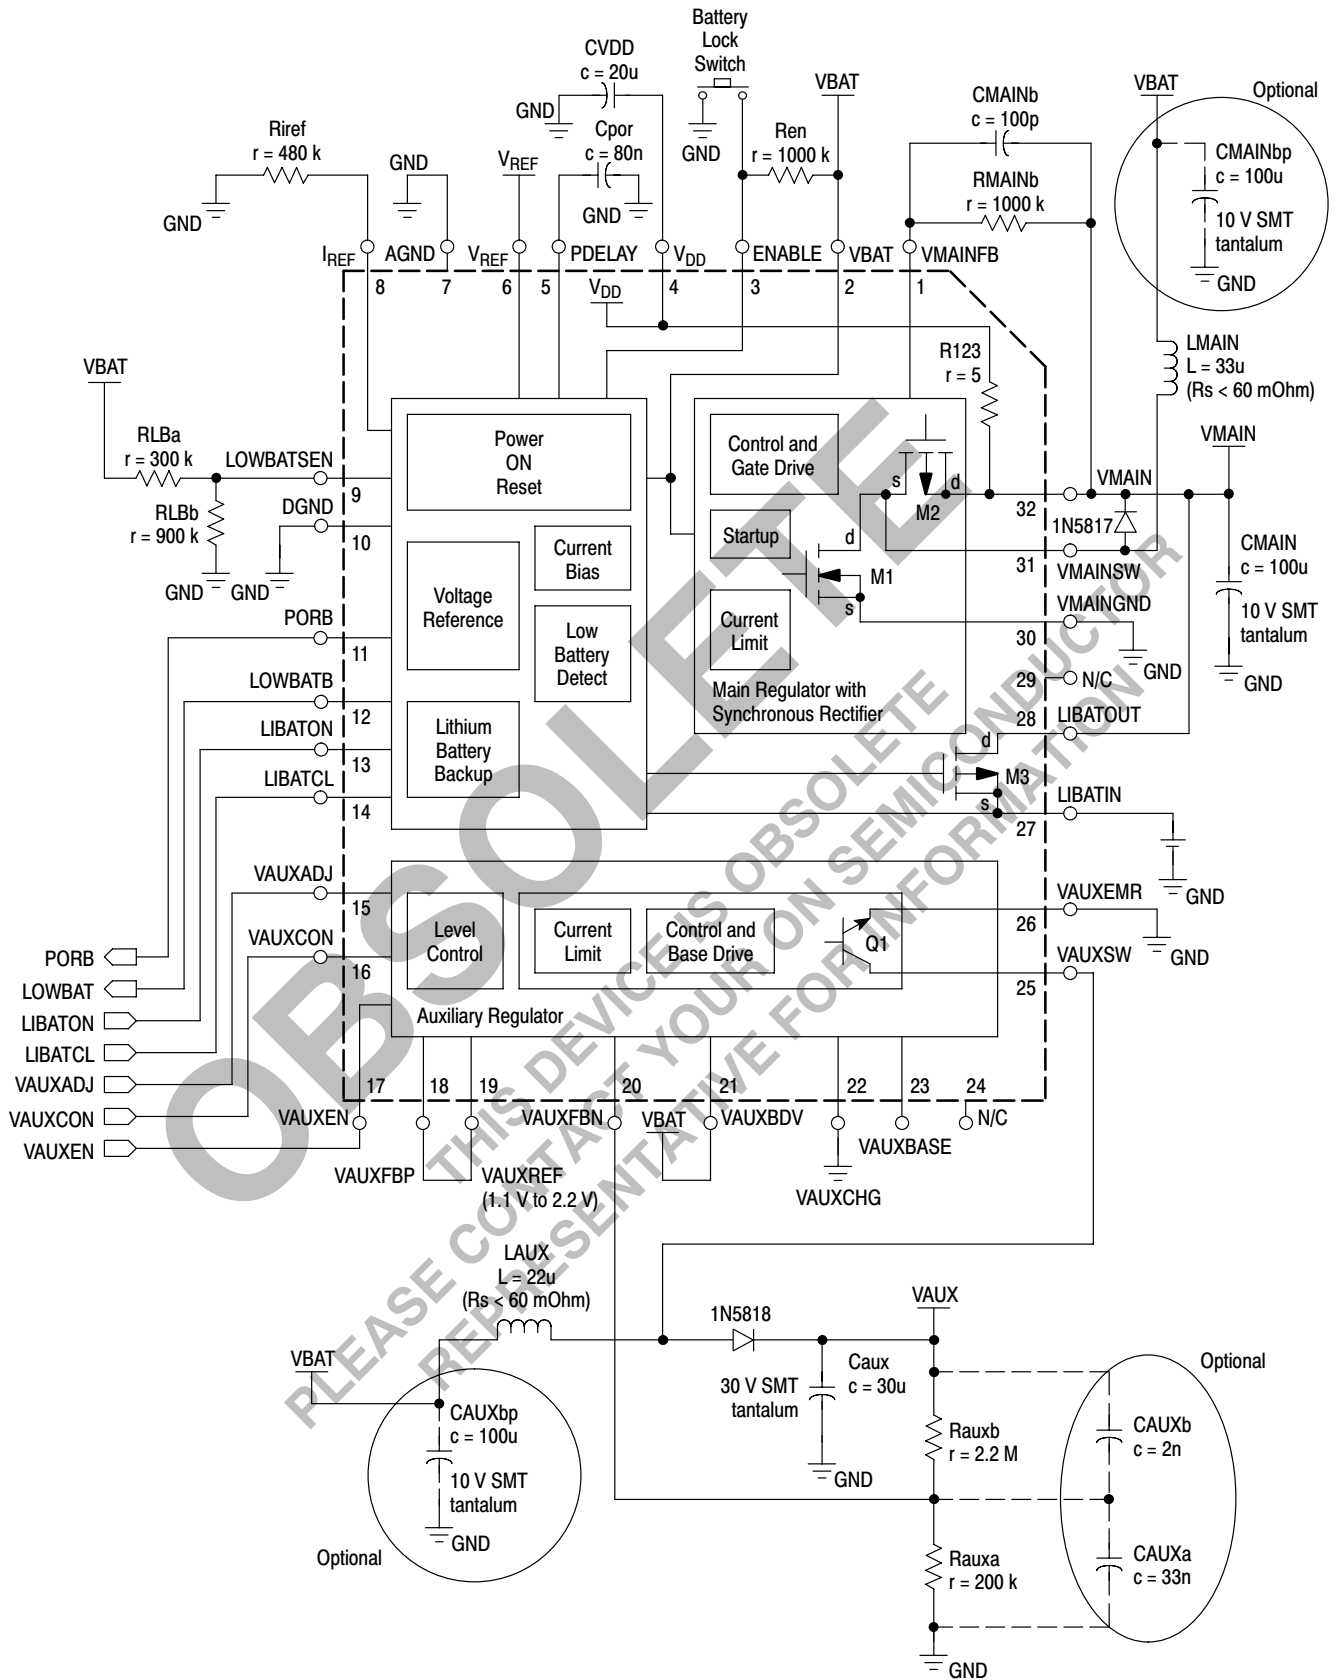 Battery
Lock
Switch
CVDD
c = 20u
VBAT
CMAINb
c = 100p
VBAT
Optional
GND
Riref
r = 480 k
Cpor
c = 80n
GND
Ren
r = 1000 k
GND
VREF
GND
RMAINb
r = 1000 k
CMAINbp
c = 100u
10 V SMT
tantalum
GND
GND
IREF
AGND
VREF
PDELAY
VDD
ENABLE
VBAT
VMAINFB
8
7
6
5
4
3
2
1
VDD
R123
r = 5
LMAIN
L = 33u
(Rs < 60 mOhm)
VBAT
RLBa
r = 300 k
LOWBATSEN
9
RLBb
r = 900 k
GND
DGND
10
GND
Power
ON
Reset
Current
Bias
Voltage
Reference
Low
Battery
Detect
Lithium
Battery
Backup
Control and
Gate Drive
Startup
Current
Limit
Main Regulator with
Synchronous Rectifier
s
d
M2
d
M1
s
VMAIN
VMAIN
32
1N5817
31
VMAINSW
VMAINGND
30
GND
CMAIN
c = 100u
10 V SMT
tantalum
GND
29
N/C
28
LIBATOUT
d
M3
s
LIBATIN
27
GND
PORB
11
LOWBATB
12
LIBATON
13
LIBATCL
14
VAUXADJ
15
VAUXCON
16
Level
Control
Current
Limit
Control and
Base Drive
Q1
Auxiliary Regulator
VAUXEMR
26
GND
VAUXSW
25
PORB
LOWBAT
LIBATON
LIBATCL
VAUXADJ
VAUXCON
VAUXEN
17
18
19
20
21
22
23
24
VAUXEN
VAUXFBN
VBAT
VAUXBDV
N/C
VAUXBASE
VAUXFBP
VAUXREF
(1.1 V to 2.2 V)
VAUXCHG
LAUX
L = 22u
(Rs < 60 mOhm)
1N5818
VAUX
VBAT
Optional
30 V SMT
tantalum
Caux
c = 30u
GND
CAUXbp
c = 100u
10 V SMT
tantalum
GND
Optional
Rauxb
r = 2.2 M
CAUXb
c = 2n
Rauxa
r = 200 k
CAUXa
c = 33n
GND
OBSOLETE
THIS DEVICE IS OBSOLETE
PLEASE CONTACT YOUR ON SEMICONDUCTOR
REPRESENTATIVE FOR INFORMATION